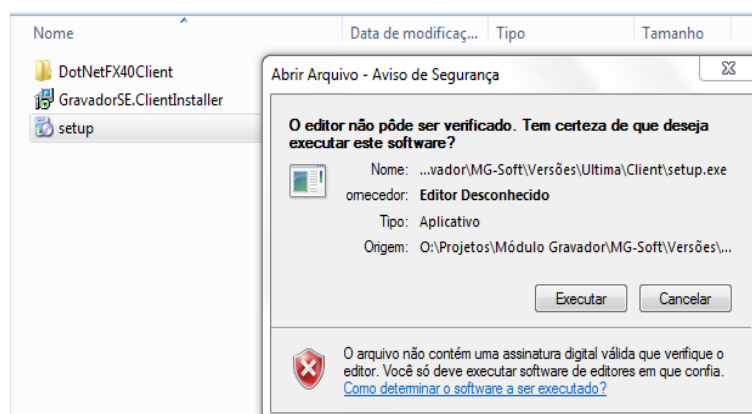 Nome Data de modificaç... Tipo Tamanho
DotNetFX40Client
GravadorSE.ClientInstaller
setup
Abrir Arquivo - Aviso de Segurança
O editor não pôde ser verificado. Tem certeza de que deseja
executar este software?
Nome: ...vador\MG-Soft\Versões\Ultima\Client\setup.exe
ornecedor: Editor Desconhecido
Tipo: Aplicativo
Origem: O:\Projetos\Módulo Gravador\MG-Soft\Versões\...
Executar Cancelar
O arquivo não contém uma assinatura digital válida que verifique o
editor. Você só deve executar software de editores em que confia.
Como determinar o software a ser executado?